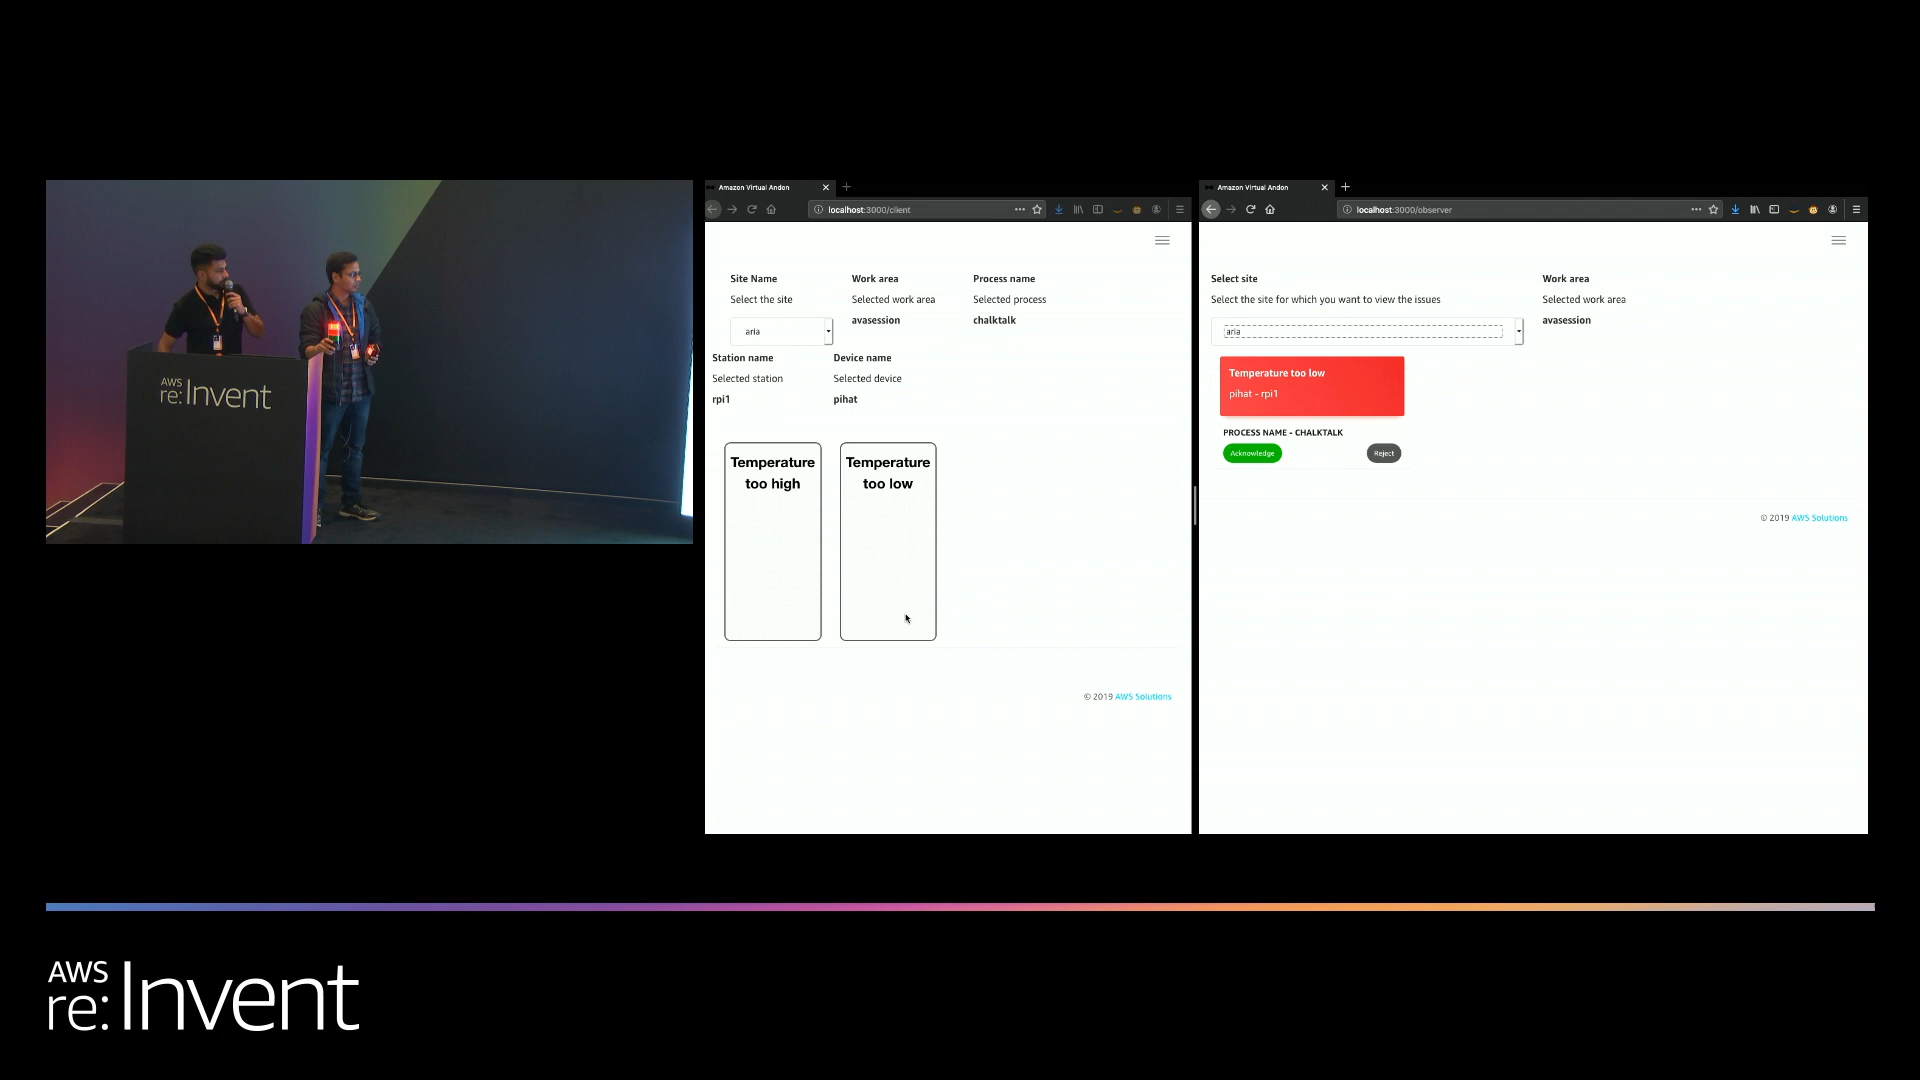 AWS
re:Invent
Amazon Virtual Andon
localhost:3000/client
Site Name
Work area
Process name
Select the site
Selected work area
Selected process
aria
avasession
chalktalk
Station name
Device name
Selected station
Selected device
rpi1
pihat
Temperature
too high
Temperature
too low
© 2019 AWS Solutions
Amazon Virtual Andon
localhost:3000/observer
Select site
Work area
Select the site for which you want to view the issues
Selected work area
aria
avasession
Temperature too low
pihat - rpi1
PROCESS NAME - CHALKTALK
Acknowledge
Reject
© 2019 AWS Solutions
AWS
re:Invent